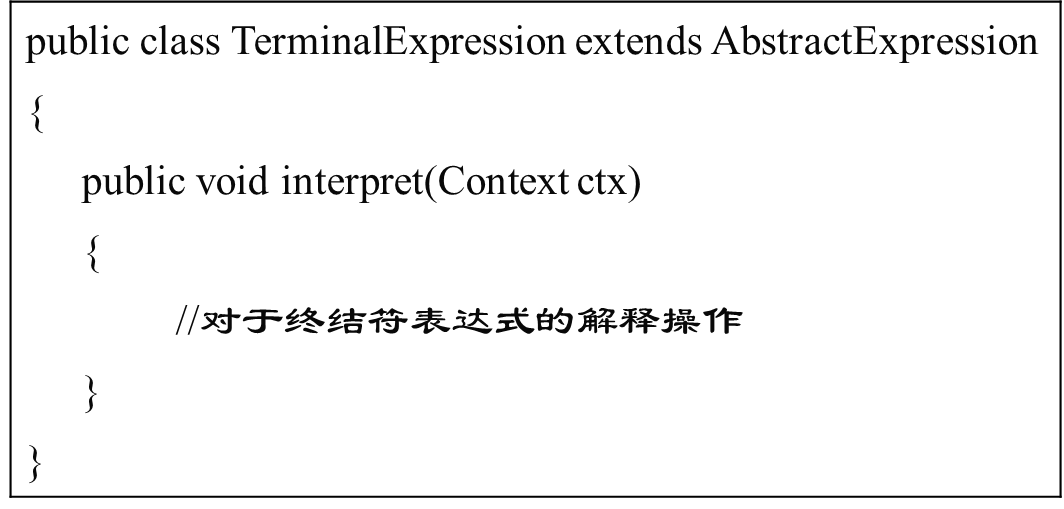 public class TerminalExpression extends AbstractExpression
{
public void interpret(Context ctx)
{
//对于终结符表达式的解释操作
}
}